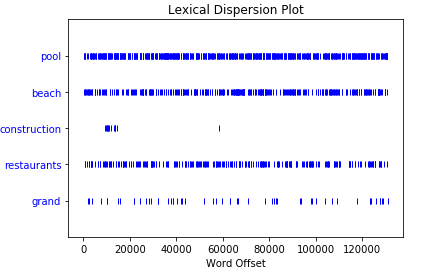 Lexical Dispersion Plot
pool
beach
construction
restaurants
grand
0 20000 40000 60000 80000 100000 120000
Word Offset